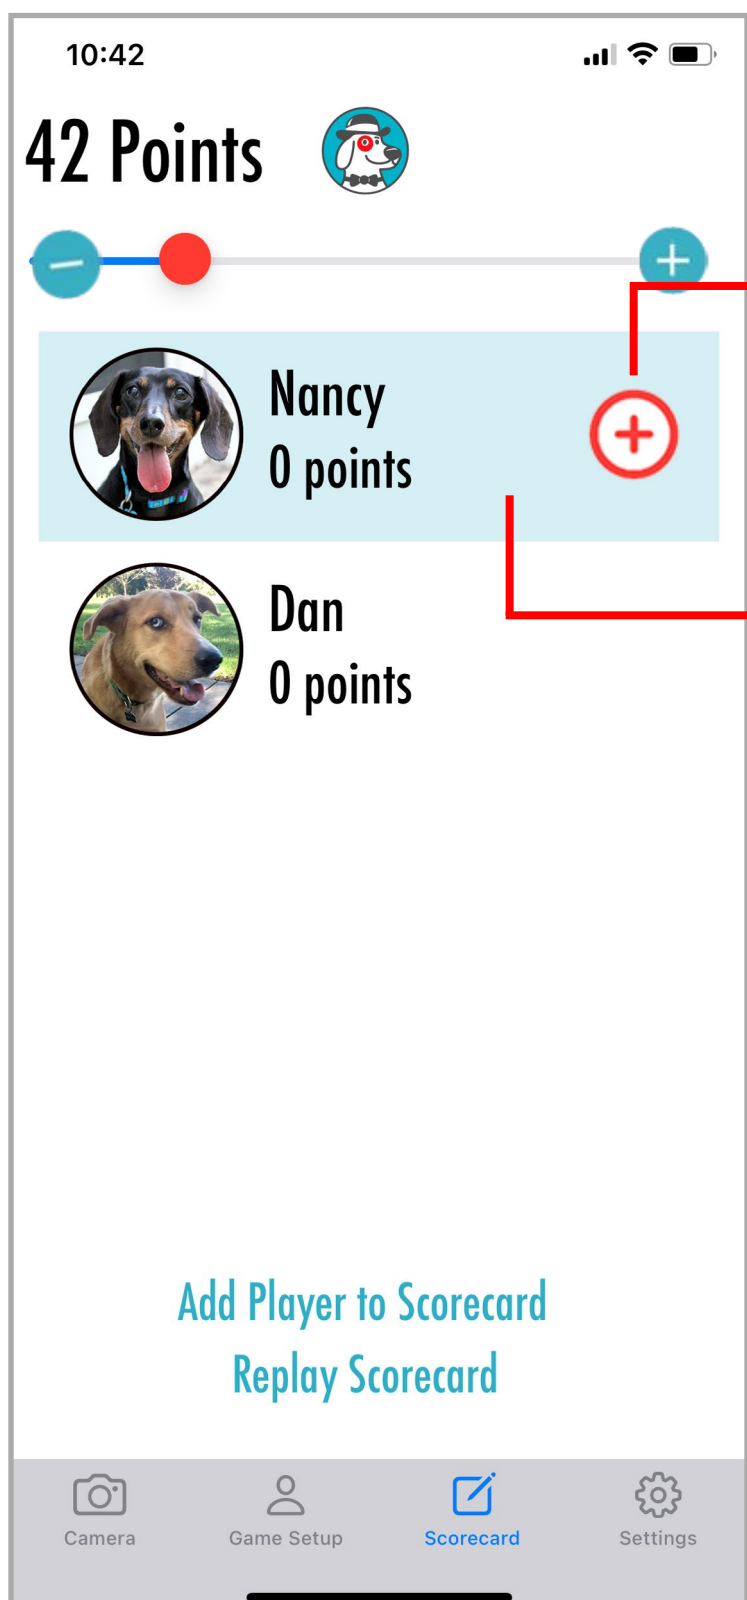 10:42
42 Points
Nancy
0 points
Dan
0 points
Add Player to Scorecard
Replay Scorecard
Camera
Game Setup
Scorecard
Settings